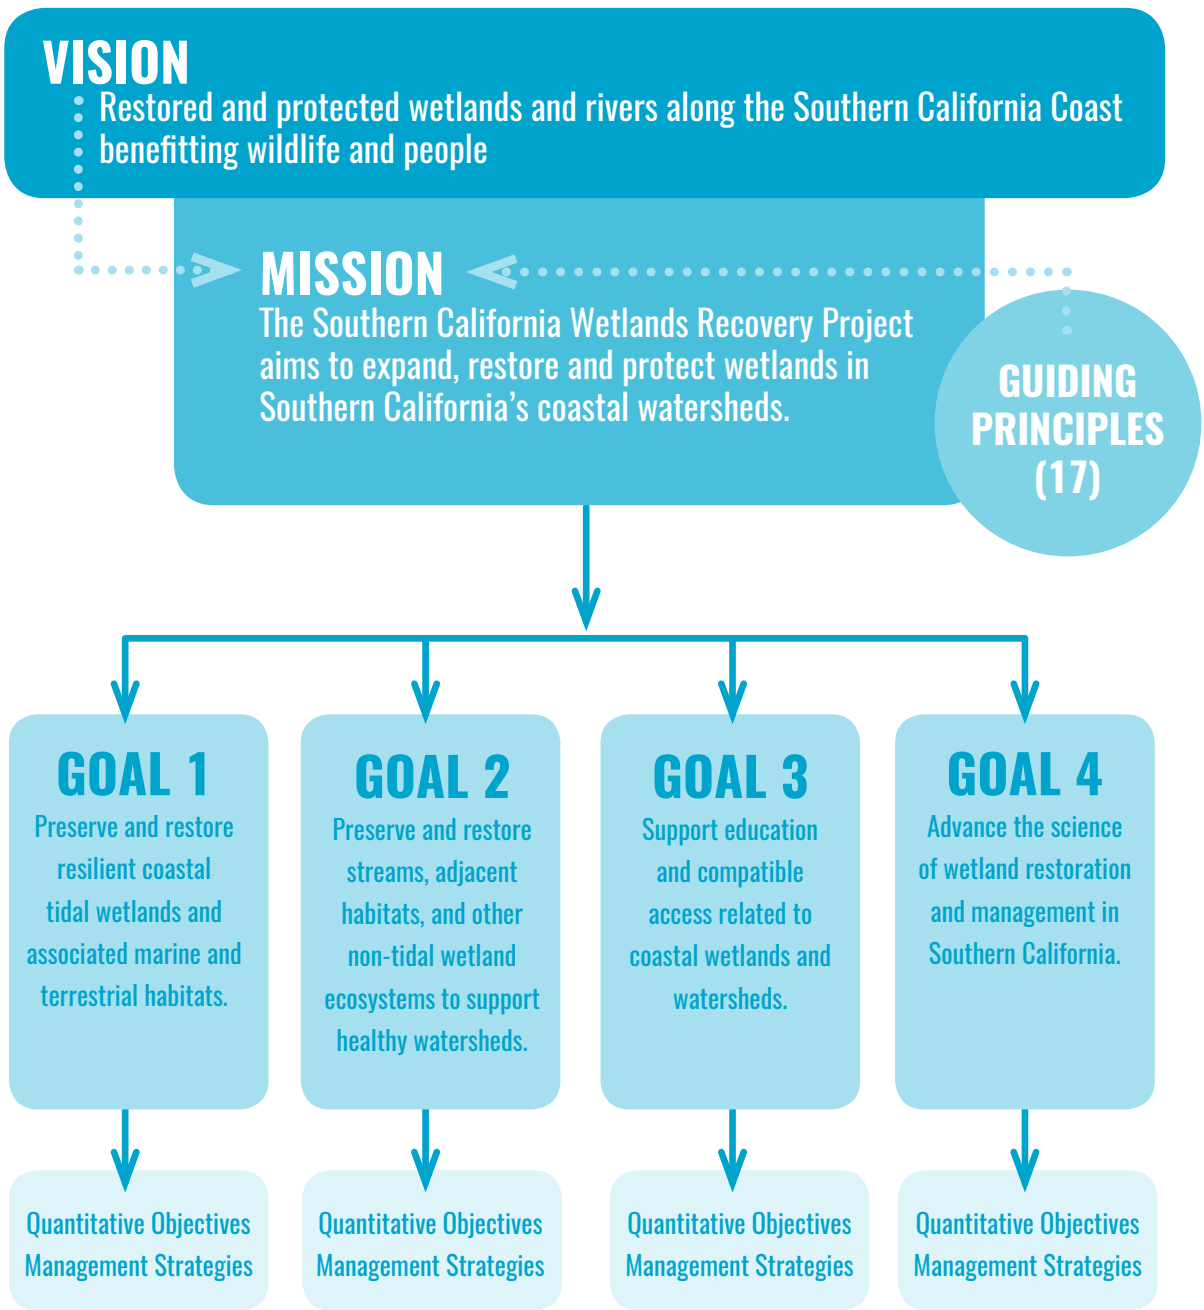 VISION
Restored and protected wetlands and rivers along the Southern California Coast
benefitting wildlife and people
MISSION
The Southern California Wetlands Recovery Project
aims to expand, restore and protect wetlands in
Southern California’s coastal watersheds.
GUIDING
PRINCIPLES
(17)
GOAL 1
Preserve and restore
resilient coastal
tidal wetlands and
associated marine and
terrestrial habitats.
GOAL 2
Preserve and restore
streams, adjacent
habitats, and other
non-tidal wetland
ecosystems to support
healthy watersheds.
GOAL 3
Support education
and compatible
access related to
coastal wetlands and
watersheds.
GOAL 4
Advance the science
of wetland restoration
and management in
Southern California.
Quantitative Objectives
Management Strategies
Quantitative Objectives
Management Strategies
Quantitative Objectives
Management Strategies
Quantitative Objectives
Management Strategies